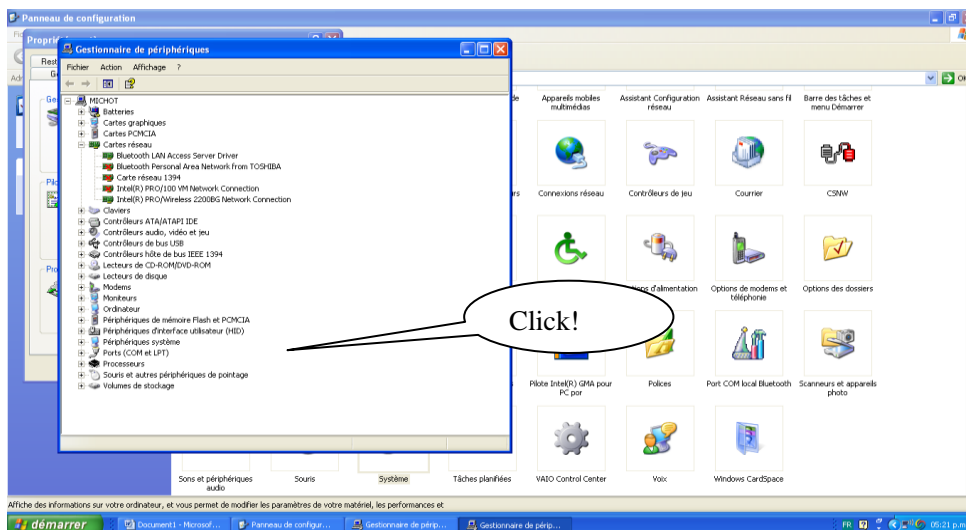 Panneau de configuration
Gestionnaire de périphériques
Fichier Action Affichage ?
MICHOT
Batteries
Cartes graphiques
Cartes PCMCIA
Cartes réseau
Bluetooth LAN Access Server Driver
Bluetooth Personal Area Network from TOSHIBA
Carte réseau 1394
Intel(R) PRO/100 VM Network Connection
Intel(R) PRO/Wireless 2200BG Network Connection
Claviers
Contrôleurs ATA/ATAPI IDE
Contrôleurs audio, vidéo et jeu
Contrôleurs de bus USB
Contrôleurs hôte de bus IEEE 1394
Lecteurs de CD-ROM/DVD-ROM
Lecteurs de disque
Modems
Moniteurs
Ordinateur
Périphériques de mémoire Flash et PCMCIA
Périphériques d'interface utilisateur (HID)
Périphériques système
Ports (COM et LPT)
Processeurs
Souris et autres périphériques de pointage
Volumes de stockage
Click!
OK
Appareils mobiles
multimédias
Assistant Configuration
réseau
Assistant Réseau sans fil
Barre des tâches et
menu Démarrer
Connexions réseau
Contrôleurs de jeu
Courrier
CSNW
d'alimentation
Options de modems et
téléphonie
Options des dossiers
Pilote Intel(R) GMA pour
PC por
Polices
Port COM local Bluetooth
Scanneurs et appareils
photo
Sons et périphériques
audio
Souris
Système
Tâches planifiées
VAIO Control Center
Voix
Windows CardSpace
Affiche des informations sur votre ordinateur, et vous permet de modifier les paramètres de votre matériel, les performances et
démarrer
Document1 - Microsof...
Panneau de configur...
Gestionnaire de périp...
Gestionnaire de périp...
FR
05:21 p.m.